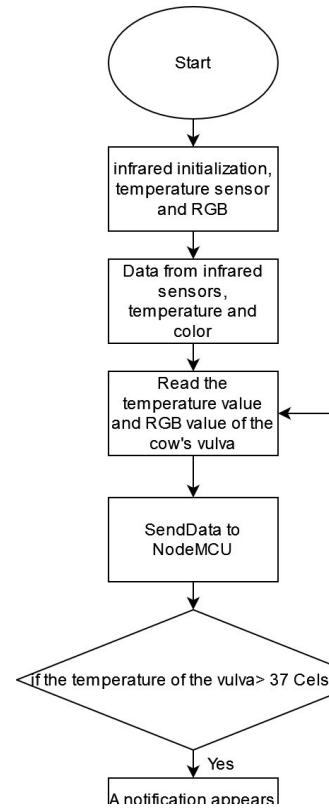 Start
infrared initialization,
temperature sensor
and RGB
Data from infrared
sensors,
temperature and
color
Read the
temperature value
and RGB value of the
cow's vulva
SendData to
NodeMCU
if the temperature of the vulva> 37 Cels
Yes
A notification appears